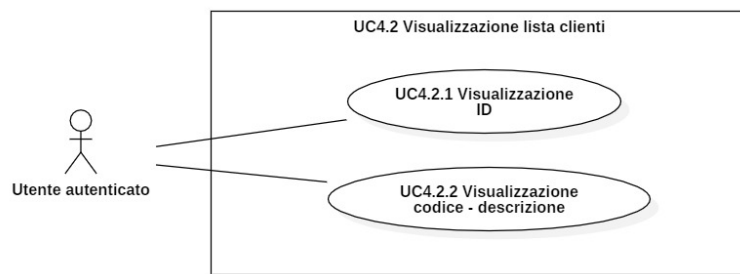 UC4.2 Visualizzazione lista clienti
UC4.2.1 Visualizzazione
ID
Utente autenticato
UC4.2.2 Visualizzazione
codice - descrizione